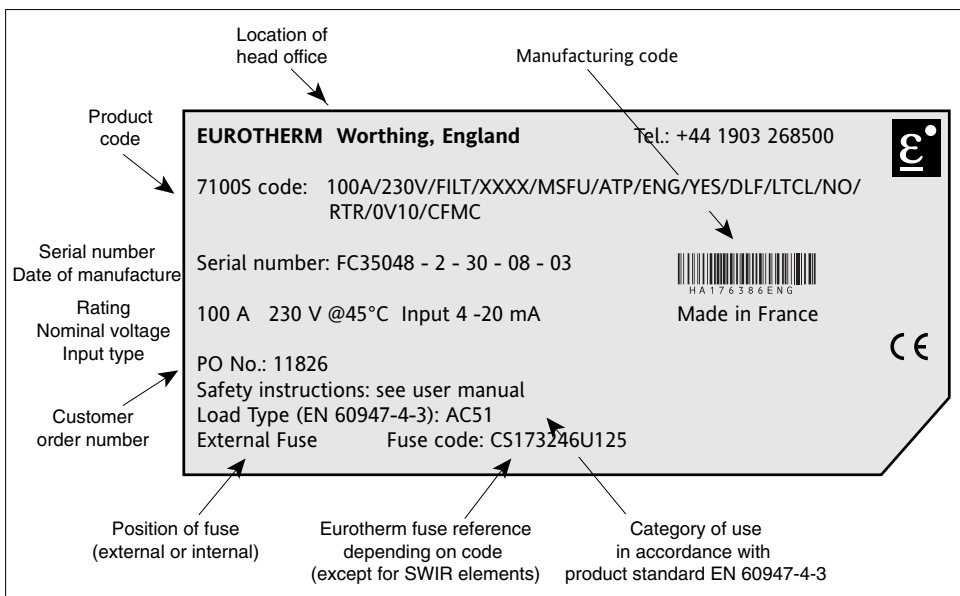 Location of
head office
Manufacturing code
Product
code
EUROTHERM Worthing, England Tel.: +44 1903 268500
ε
7100S code: 100A/230V/FILT/XXXX/MSFU/ATP/ENG/YES/DLF/LTCL/NO/
RTR/0V10/CFMC
Serial number
Date of manufacture
Serial number: FC35048 - 2 - 30 - 08 - 03
HA176386ENG
Rating
Nominal voltage
Input type
100 A 230 V @45°C Input 4 -20 mA Made in France
CE
PO No.: 11826
Safety instructions: see user manual
Customer
order number
Load Type (EN 60947-4-3): AC51
External Fuse Fuse code: CS173246U125
Position of fuse
(external or internal)
Eurotherm fuse reference
depending on code
(except for SWIR elements)
Category of use
in accordance with
product standard EN 60947-4-3